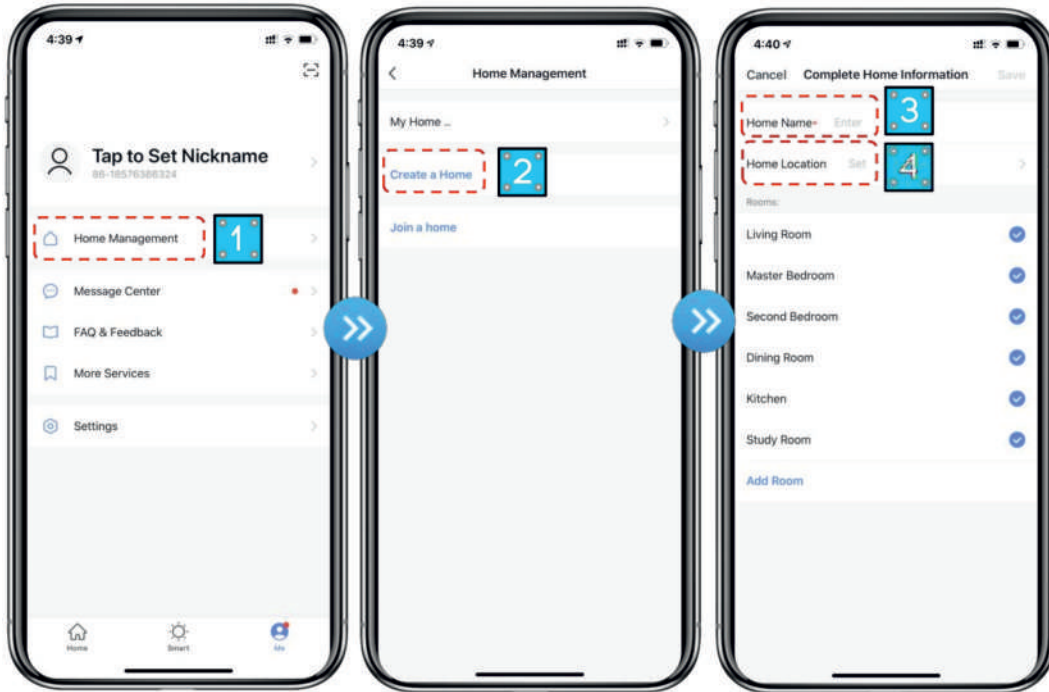 4:39
Tap to Set Nickname
86-18576386324
Home Management
1
Message Center
FAQ & Feedback
More Services
Settings
Home
Smart
Me
4:39
Home Management
My Home ...
Create a Home
2
Join a home
4:40
Cancel Complete Home Information Save
Home Name* Enter
3
Home Location Set
4
Rooms:
Living Room
Master Bedroom
Second Bedroom
Dining Room
Kitchen
Study Room
Add Room